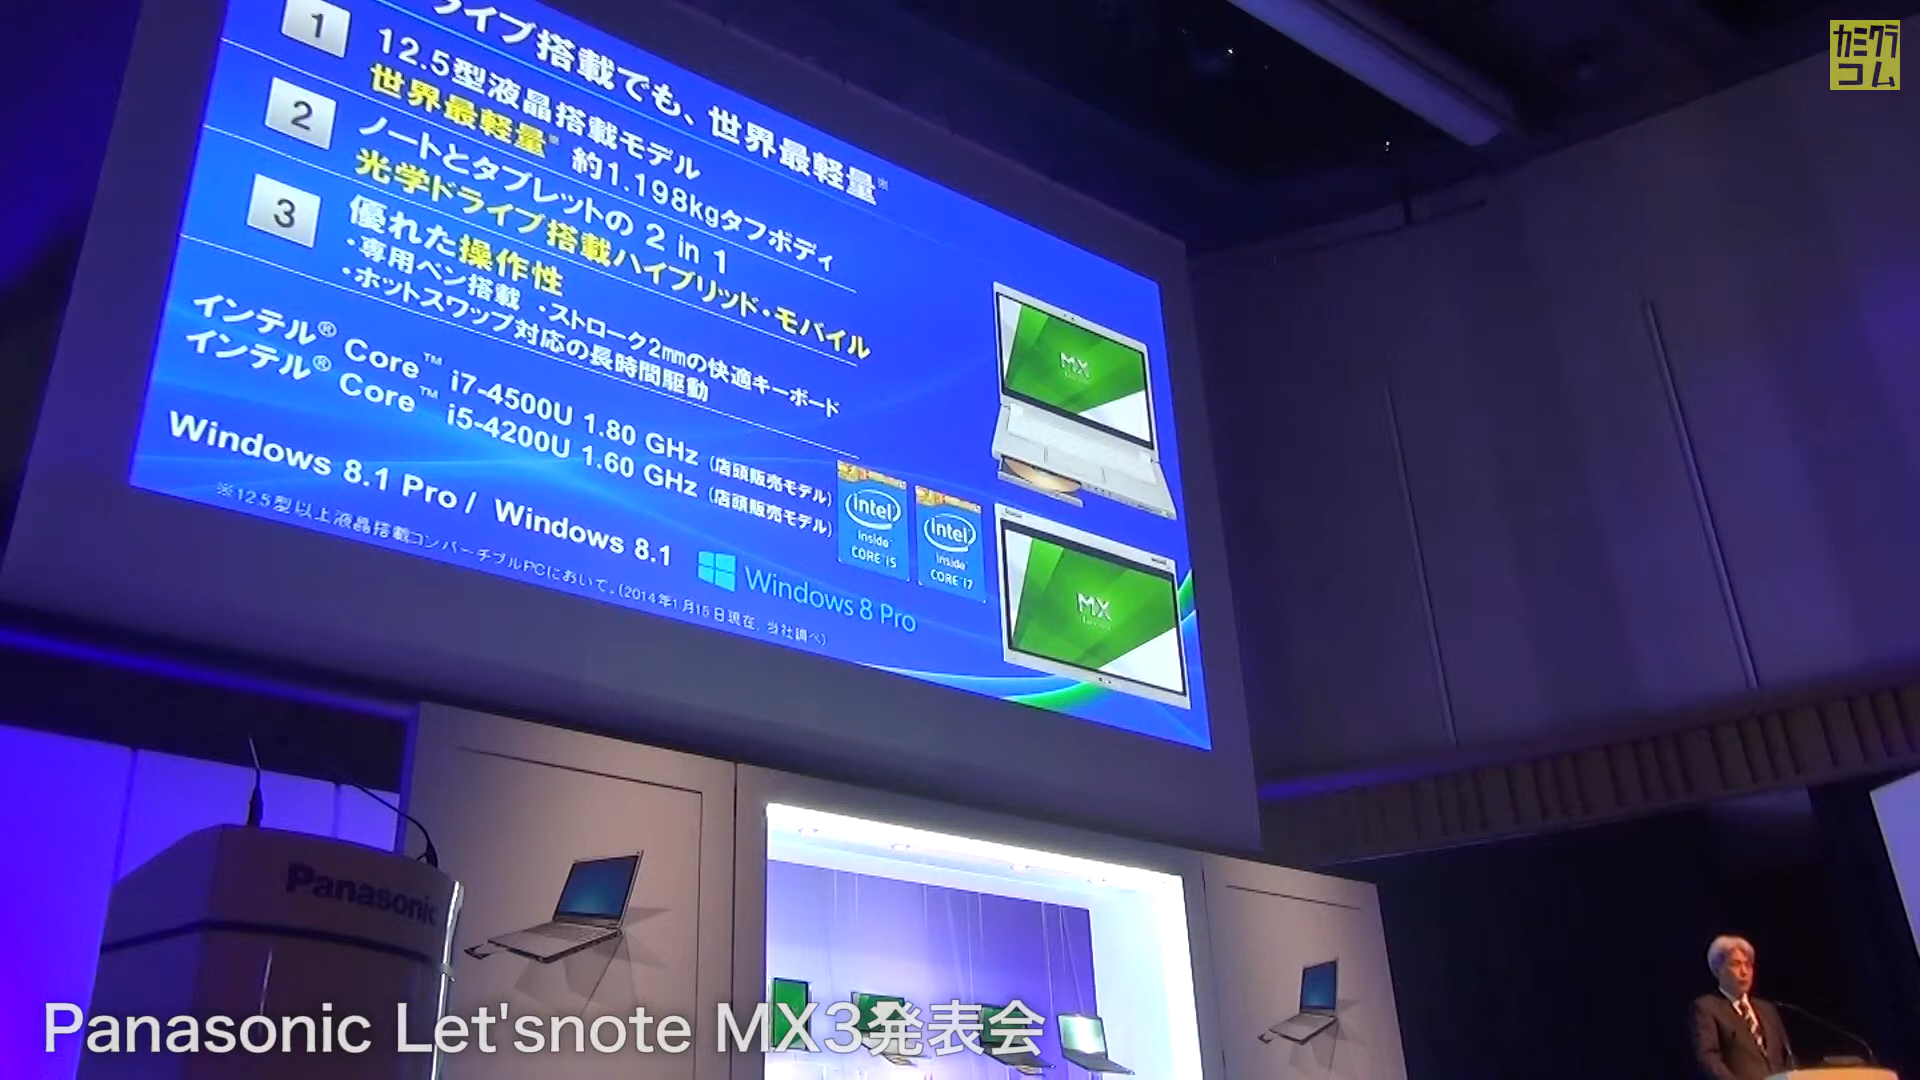 カミクラ
コム
ライブ搭載でも、世界最軽量※
1
12.5型液晶搭載モデル
世界最軽量※ 約1.198kgタフボディ
2
ノートとタブレットの 2 in 1
光学ドライブ搭載ハイブリッド・モバイル
3
優れた操作性
・専用ペン搭載 ・ストローク2mmの快適キーボード
・ホットスワップ対応の長時間駆動
インテル® Core™ i7-4500U 1.80 GHz (店頭販売モデル)
インテル® Core™ i5-4200U 1.60 GHz (店頭販売モデル)
Windows 8.1 Pro / Windows 8.1
※12.5型以上液晶搭載コンバーチブルPCにおいて。(2014年1月15日現在、当社調べ)
intel
inside
CORE i5
intel
inside
CORE i7
Windows 8 Pro
MX
MX
Panasonic
Panasonic Let'snote MX3発表会